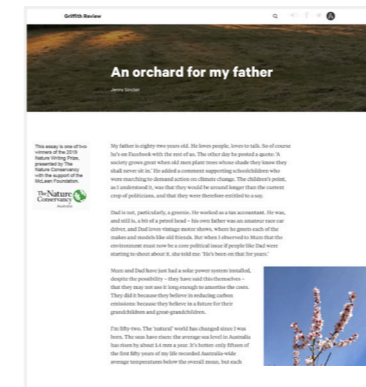 Griffith Review
An orchard for my father
Jenny Sinclair
This essay is one of two
winners of the 2019
Nature Writing Prize,
presented by The
Nature Conservancy
with the support of the
McLean Foundation.
The Nature
Conservancy
Australia
My father is eighty-two years old. He loves people, loves to talk. So of course
he's on Facebook with the rest of us. The other day he posted a quote: 'A
society grows great when old men plant trees whose shade they know they
shall never sit in.' He added a comment supporting schoolchildren who
were marching to demand action on climate change. The children's point,
as I understood it, was that they would be around longer than the current
crop of politicians, and that they were therefore entitled to a say.
Dad is not, particularly, a greenie. He worked as a tax accountant. He was,
and still is, a bit of a petrol head – his own father was an amateur race car
driver, and Dad loves vintage motor shows, where he greets each of the
makes and models like old friends. But when I observed to Mum that the
environment must now be a core political issue if people like Dad were
starting to shout about it, she told me: 'He's been on that for years.'
Mum and Dad have just had a solar power system installed,
despite the possibility – they have said this themselves –
that they may not use it long enough to amortise the costs.
They did it because they believe in reducing carbon
emissions; because they believe in a future for their
grandchildren and great-grandchildren.
I'm fifty-two. The 'natural' world has changed since I was
born. The seas have risen: the average sea level in Australia
has risen by about 1.4 mm a year. It's hotter: only fifteen of
the first fifty years of my life recorded Australia-wide
average temperatures below the overall mean, but each